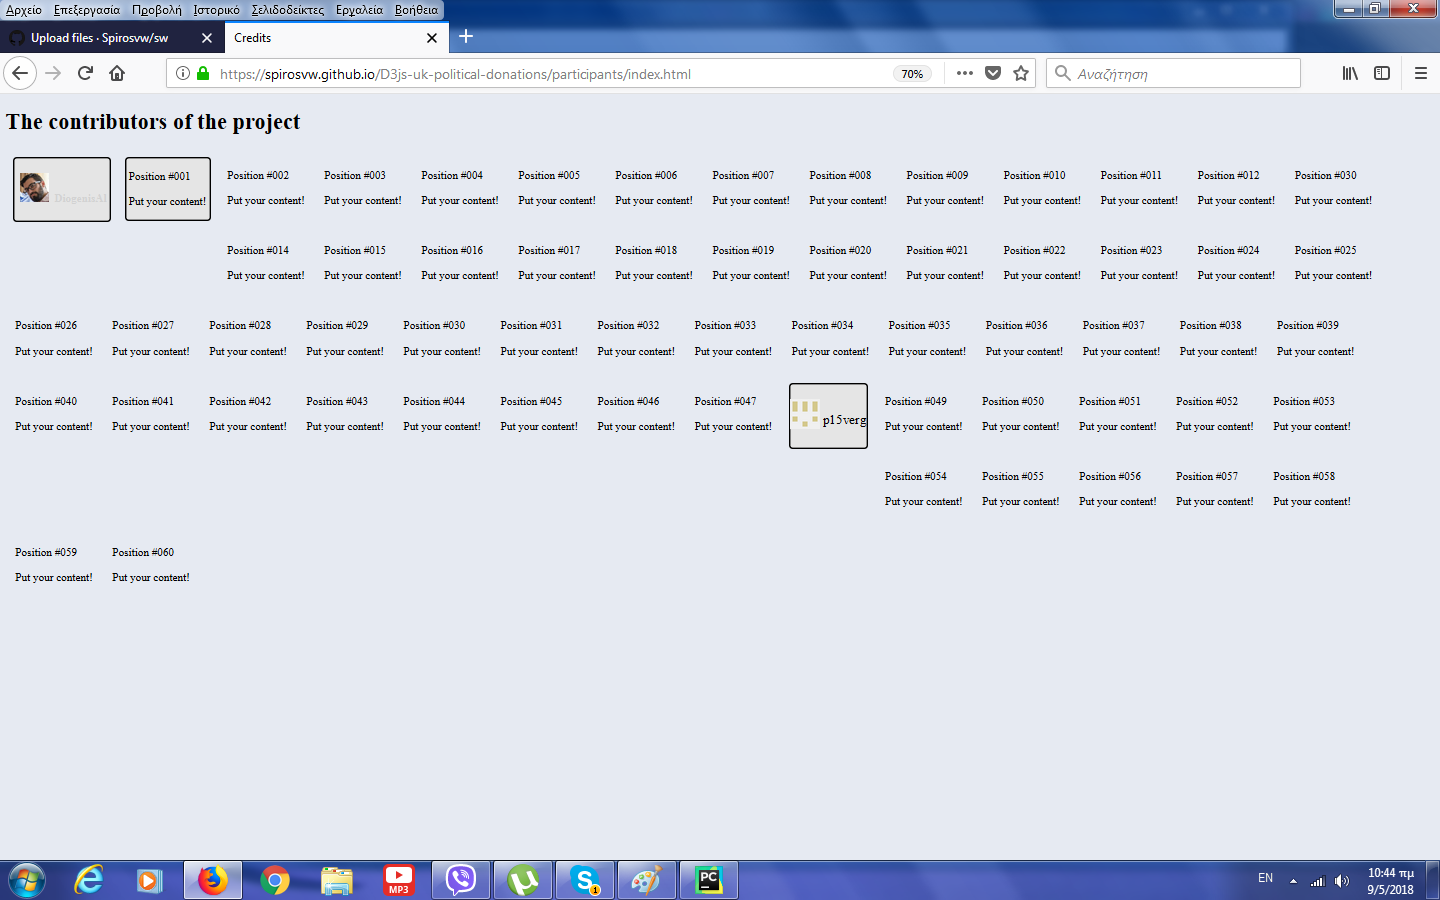 Αρχείο Επεξεργασία Προβολή Ιστορικό Σελιδοδείκτες Εργαλεία Βοήθεια
Upload files · Spirosvw/sw
Credits
https://spirosvw.github.io/D3js-uk-political-donations/participants/index.html
70%
Αναζήτηση
The contributors of the project
DiogenisAl
Position #001 Position #002 Position #003 Position #004 Position #005 Position #006 Position #007 Position #008 Position #009 Position #010 Position #011 Position #012 Position #030
Put your content! Put your content! Put your content! Put your content! Put your content! Put your content! Put your content! Put your content! Put your content! Put your content! Put your content! Put your content! Put your content!
Position #014 Position #015 Position #016 Position #017 Position #018 Position #019 Position #020 Position #021 Position #022 Position #023 Position #024 Position #025
Put your content! Put your content! Put your content! Put your content! Put your content! Put your content! Put your content! Put your content! Put your content! Put your content! Put your content! Put your content!
Position #026 Position #027 Position #028 Position #029 Position #030 Position #031 Position #032 Position #033 Position #034 Position #035 Position #036 Position #037 Position #038 Position #039
Put your content! Put your content! Put your content! Put your content! Put your content! Put your content! Put your content! Put your content! Put your content! Put your content! Put your content! Put your content! Put your content! Put your content!
Position #040 Position #041 Position #042 Position #043 Position #044 Position #045 Position #046 Position #047 Position #049 Position #050 Position #051 Position #052 Position #053
Put your content! Put your content! Put your content! Put your content! Put your content! Put your content! Put your content! Put your content! p15verg Put your content! Put your content! Put your content! Put your content! Put your content!
Position #054 Position #055 Position #056 Position #057 Position #058
Put your content! Put your content! Put your content! Put your content! Put your content!
Position #059 Position #060
Put your content! Put your content!
MP3
1
PC
EN
10:44 πμ
9/5/2018